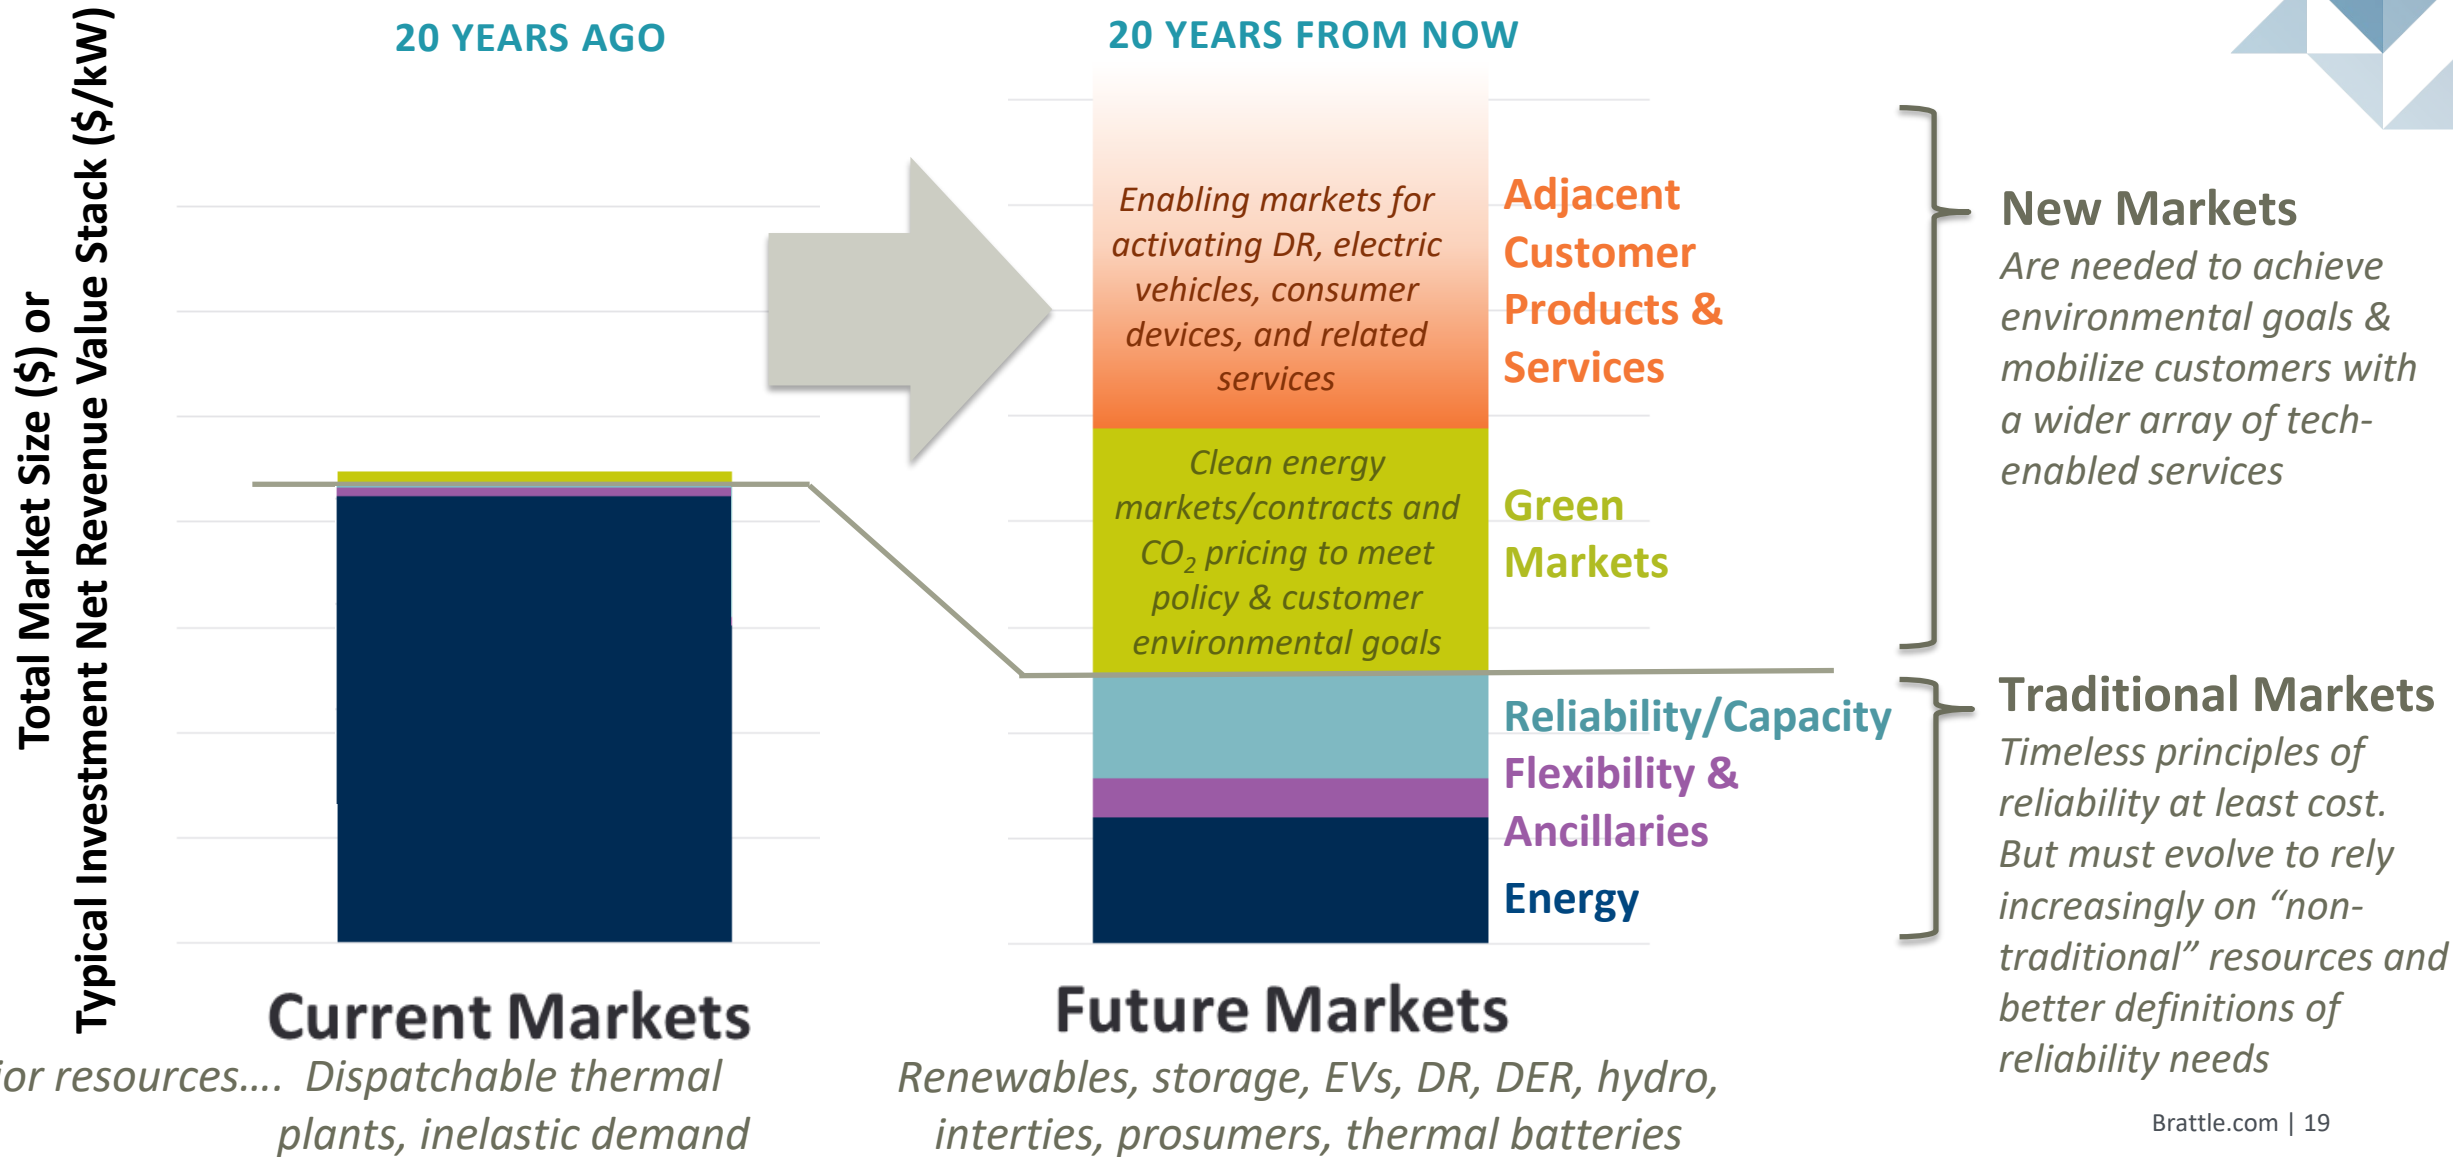 Total Market Size ($) or
Typical Investment Net Revenue Value Stack ($/kW)
20 YEARS AGO
20 YEARS FROM NOW
Enabling markets for
activating DR, electric
vehicles, consumer
devices, and related
services
Clean energy
markets/contracts and
CO₂ pricing to meet
policy & customer
environmental goals
Adjacent
Customer
Products &
Services
Green
Markets
Reliability/Capacity
Flexibility &
Ancillaries
Energy
New Markets
Are needed to achieve
environmental goals &
mobilize customers with
a wider array of tech-
enabled services
Traditional Markets
Timeless principles of
reliability at least cost.
But must evolve to rely
increasingly on “non-
traditional” resources and
better definitions of
reliability needs
Current Markets
Future Markets
resources.... Dispatchable thermal
plants, inelastic demand
Renewables, storage, EVs, DR, DER, hydro,
interties, prosumers, thermal batteries
Brattle.com | 19